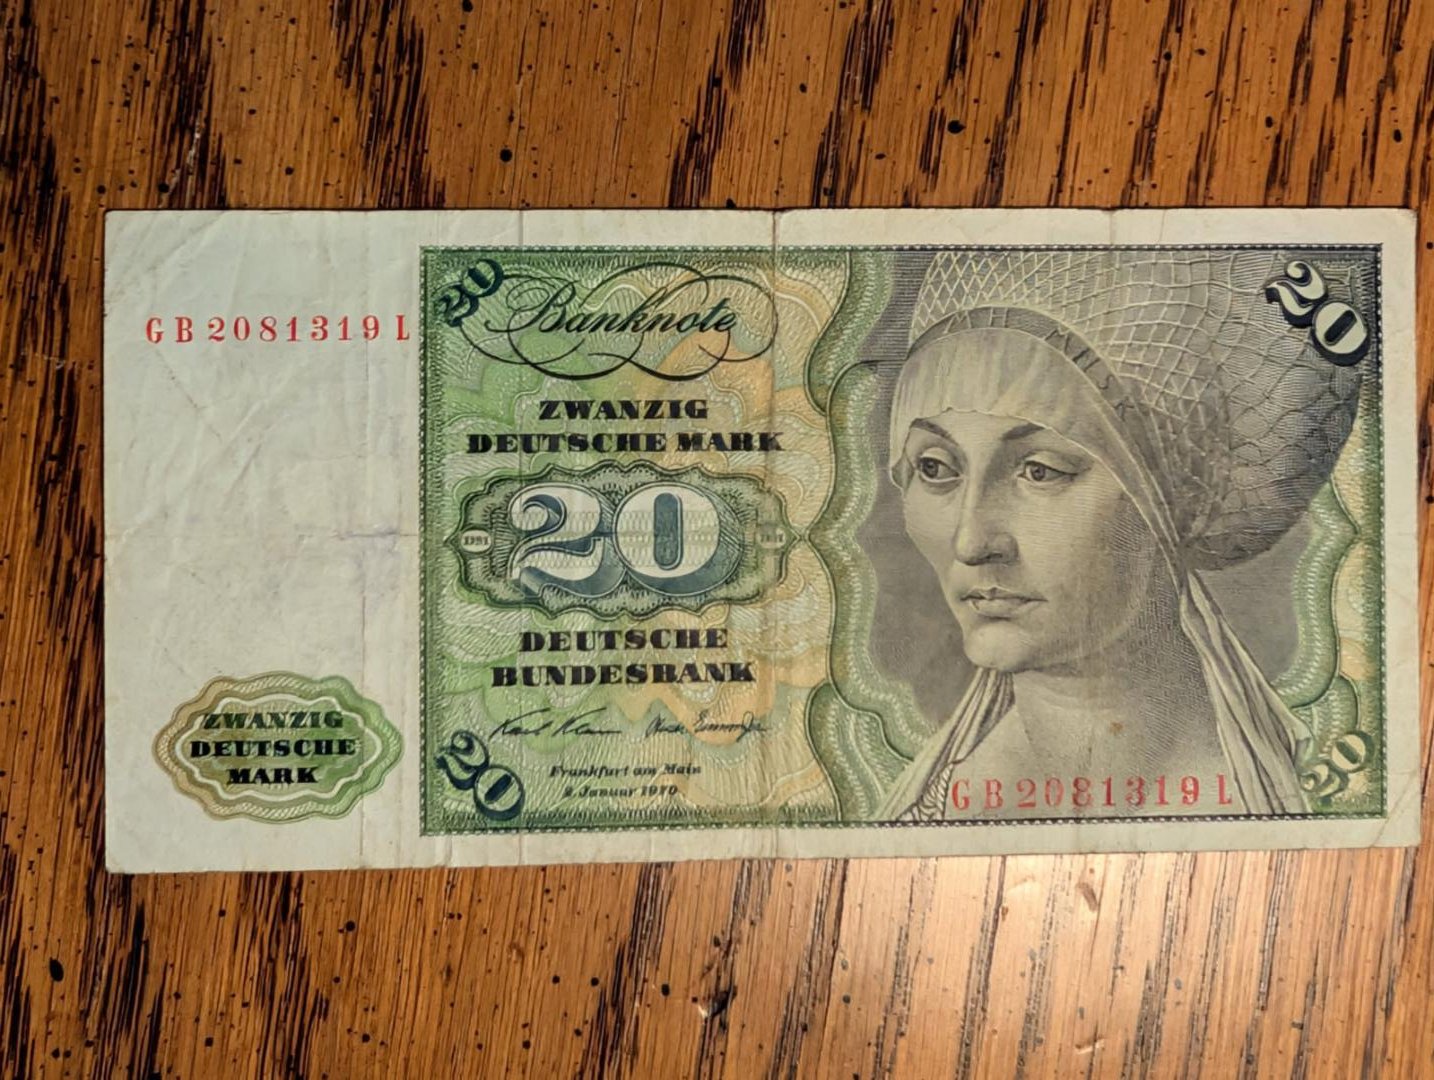 20
Banknote
20
GB2081319L
ZWANZIG
DEUTSCHE MARK
20
DEUTSCHE
BUNDESBANK
ZWANZIG
DEUTSCHE
MARK
20
Frankfurt am Main
2. Januar 1970
GB2081319L
20